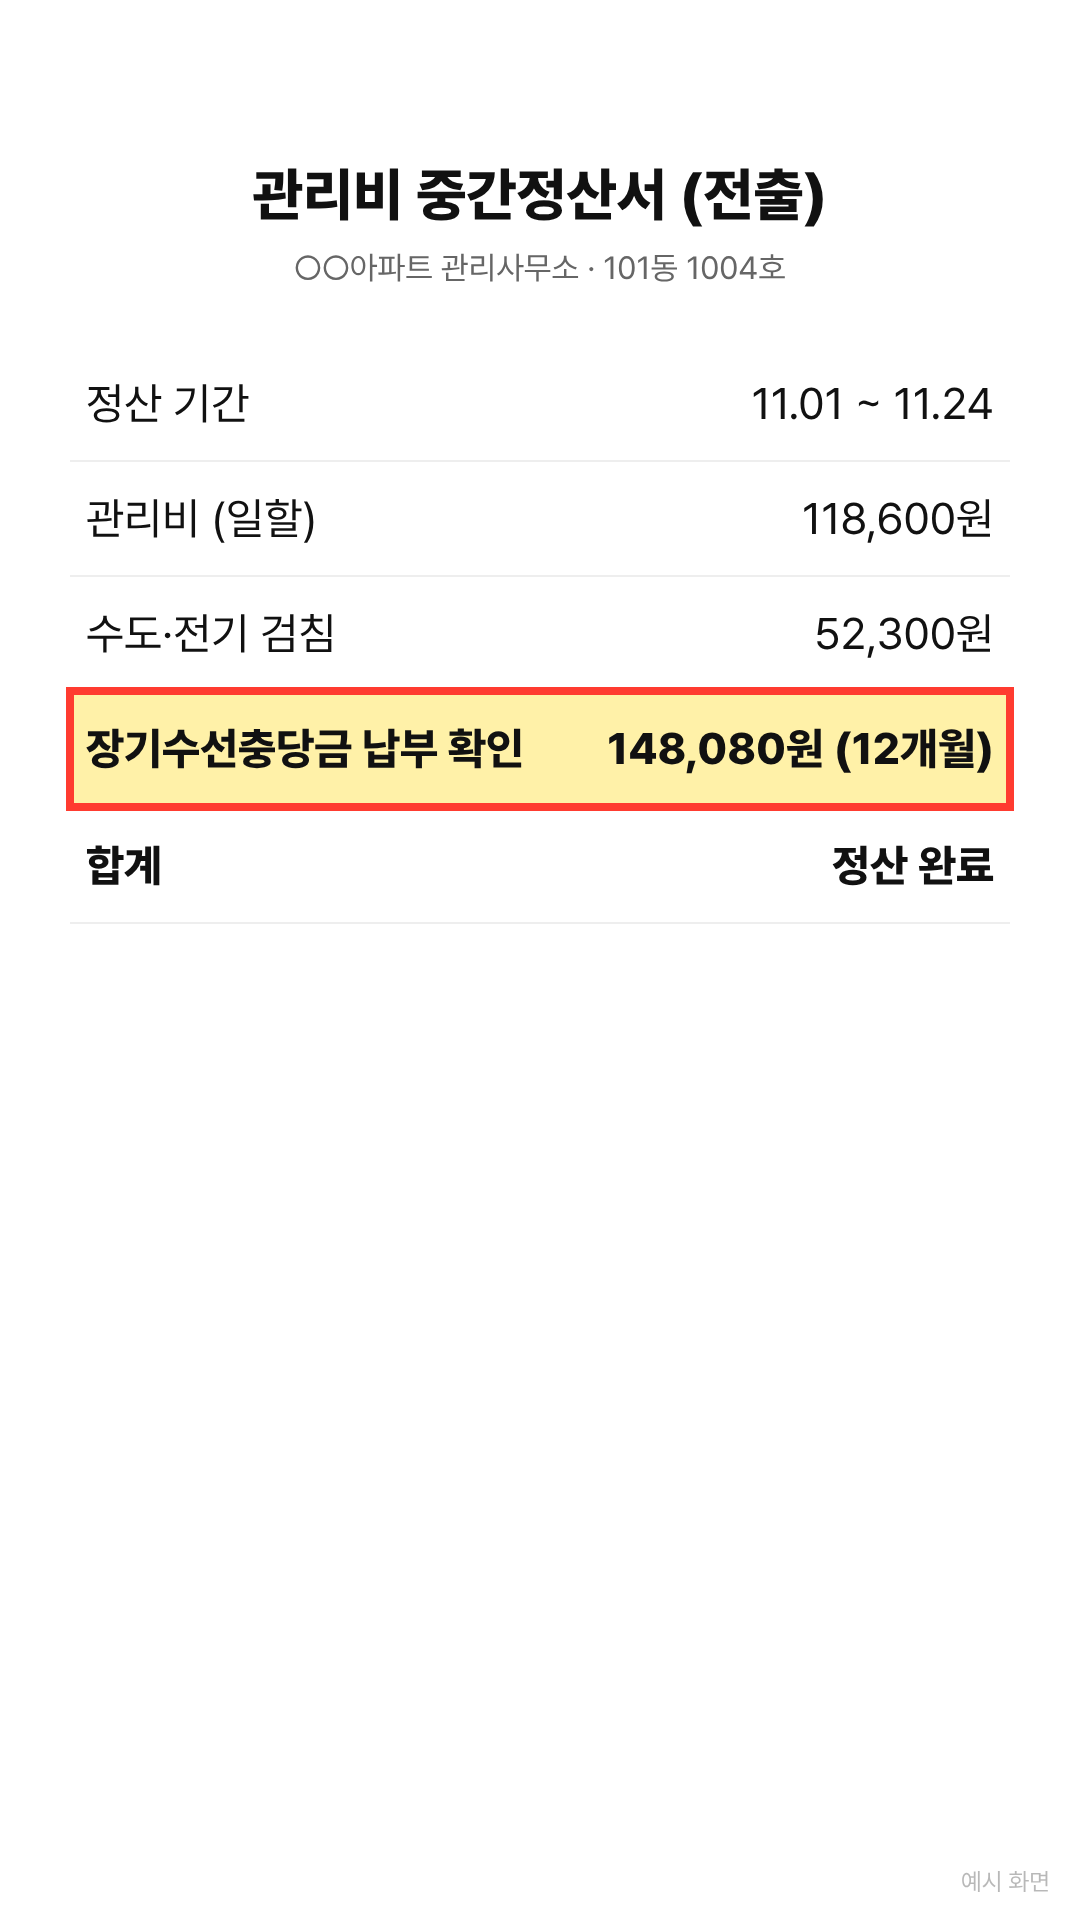 관리비 중간정산서 (전출)
○○아파트 관리사무소 · 101동 1004호
정산 기간 11.01 ~ 11.24
관리비 (일할) 118,600원
수도·전기 검침 52,300원
장기수선충당금 납부 확인 148,080원 (12개월)
합계 정산 완료
예시 화면